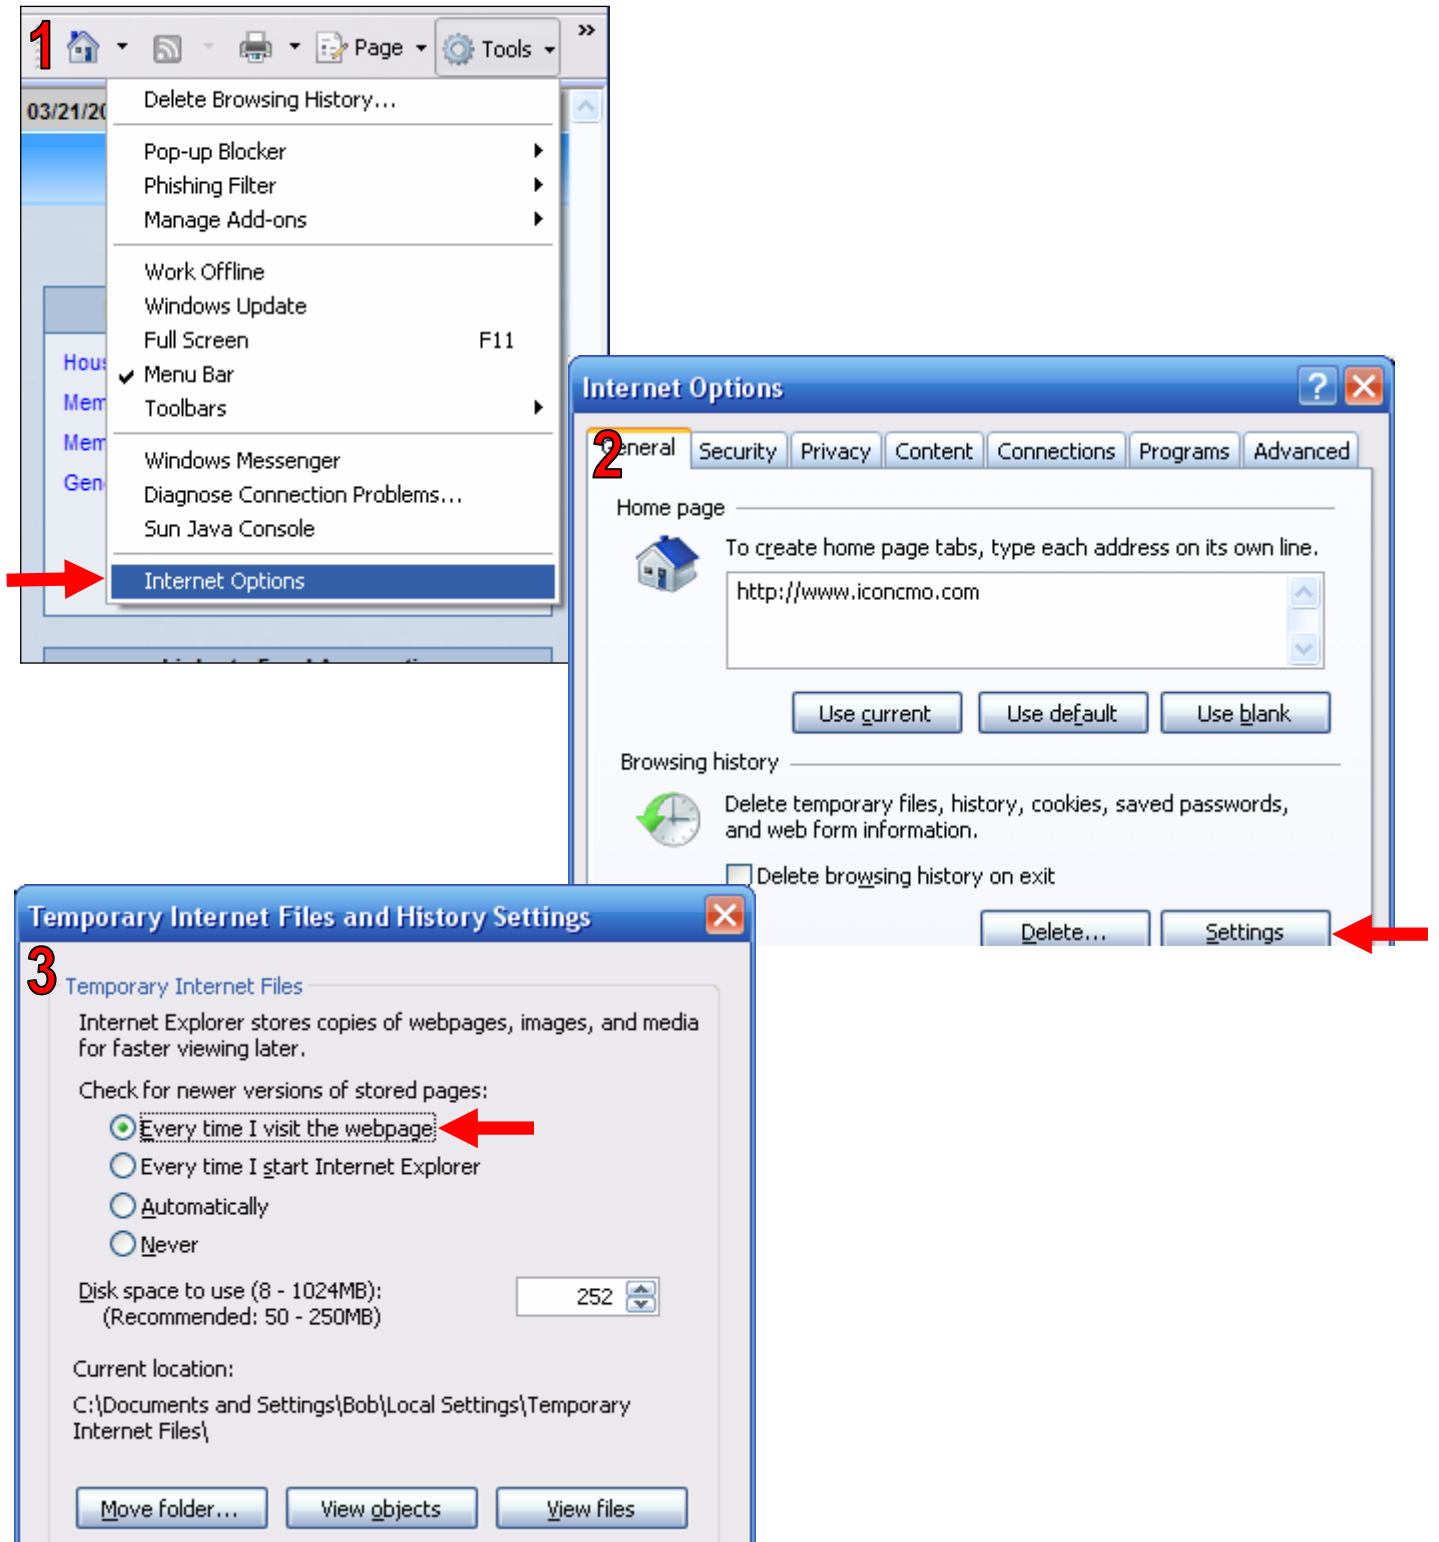 1
Page
Tools
»
03/21/20
Delete Browsing History...
Pop-up Blocker
Phishing Filter
Manage Add-ons
Work Offline
Windows Update
Full Screen F11
Menu Bar
Toolbars
Windows Messenger
Diagnose Connection Problems...
Sun Java Console
Internet Options
Hous
Mem
Mem
Gen
Internet Options
2
General Security Privacy Content Connections Programs Advanced
Home page
To create home page tabs, type each address on its own line.
http://www.iconcmo.com
Use current Use default Use blank
Browsing history
Delete temporary files, history, cookies, saved passwords,
and web form information.
Delete browsing history on exit
Delete... Settings
Temporary Internet Files and History Settings
3
Temporary Internet Files
Internet Explorer stores copies of webpages, images, and media
for faster viewing later.
Check for newer versions of stored pages:
Every time I visit the webpage
Every time I start Internet Explorer
Automatically
Never
Disk space to use (8 - 1024MB): 252
(Recommended: 50 - 250MB)
Current location:
C:\Documents and Settings\Bob\Local Settings\Temporary
Internet Files\
Move folder... View objects View files